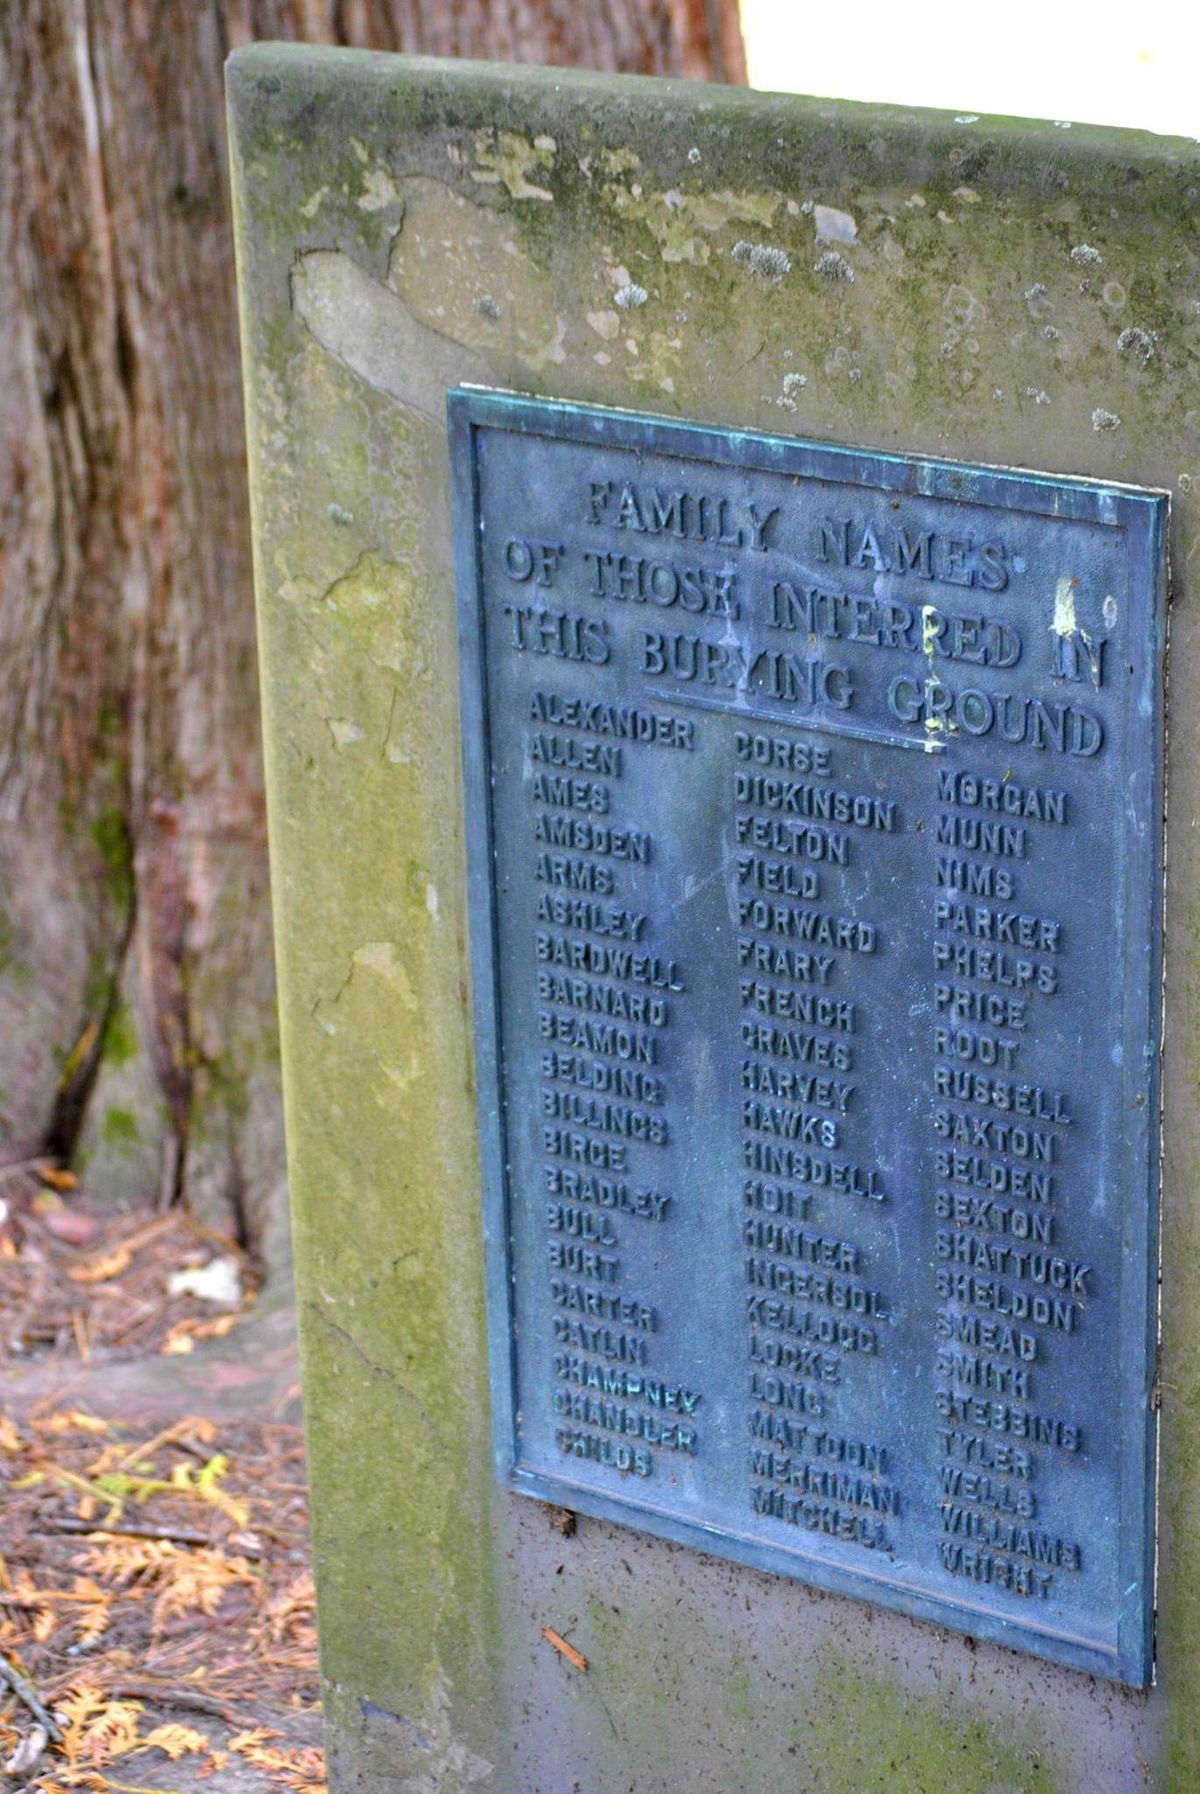 FAMILY NAMES
OF THOSE INTERRED IN
THIS BURYING GROUND
ALEXANDER
ALLEN
AMES
AMSDEN
ARMS
ASHLEY
BARDWELL
BARNARD
BEAMON
BELDING
BILLINGS
BIRGE
BRADLEY
BULL
BURT
CARTER
CATLIN
CHAMPNEY
CHANDLER
CHILDS
CORSE
DICKINSON
FELTON
FIELD
FORWARD
FRARY
FRENCH
GRAVES
HARVEY
HAWKS
HINSDELL
HOIT
HUNTER
INGERSOL
KELLOGG
LOCKE
LONG
MATTOON
MERRIMAN
MITCHELL
MORGAN
MUNN
NIMS
PARKER
PHELPS
PRICE
ROOT
RUSSELL
SAXTON
SELDEN
SEXTON
SHATTUCK
SHELDON
SMEAD
SMITH
STEBBINS
TYLER
WELLS
WILLIAMS
WRIGHT